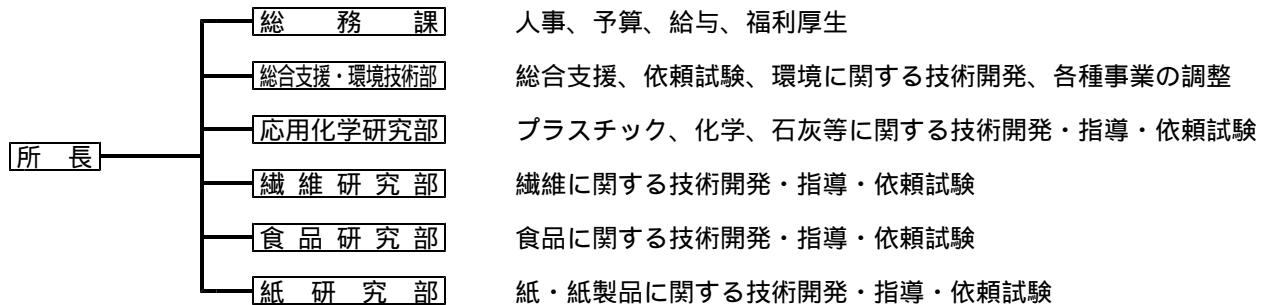 総務課 人事、予算、給与、福利厚生
総合支援・環境技術部 総合支援、依頼試験、環境に関する技術開発、各種事業の調整
応用化学研究部 プラスチック、化学、石灰等に関する技術開発・指導・依頼試験
所長
繊維研究部 繊維に関する技術開発・指導・依頼試験
食品研究部 食品に関する技術開発・指導・依頼試験
紙研究部 紙・紙製品に関する技術開発・指導・依頼試験